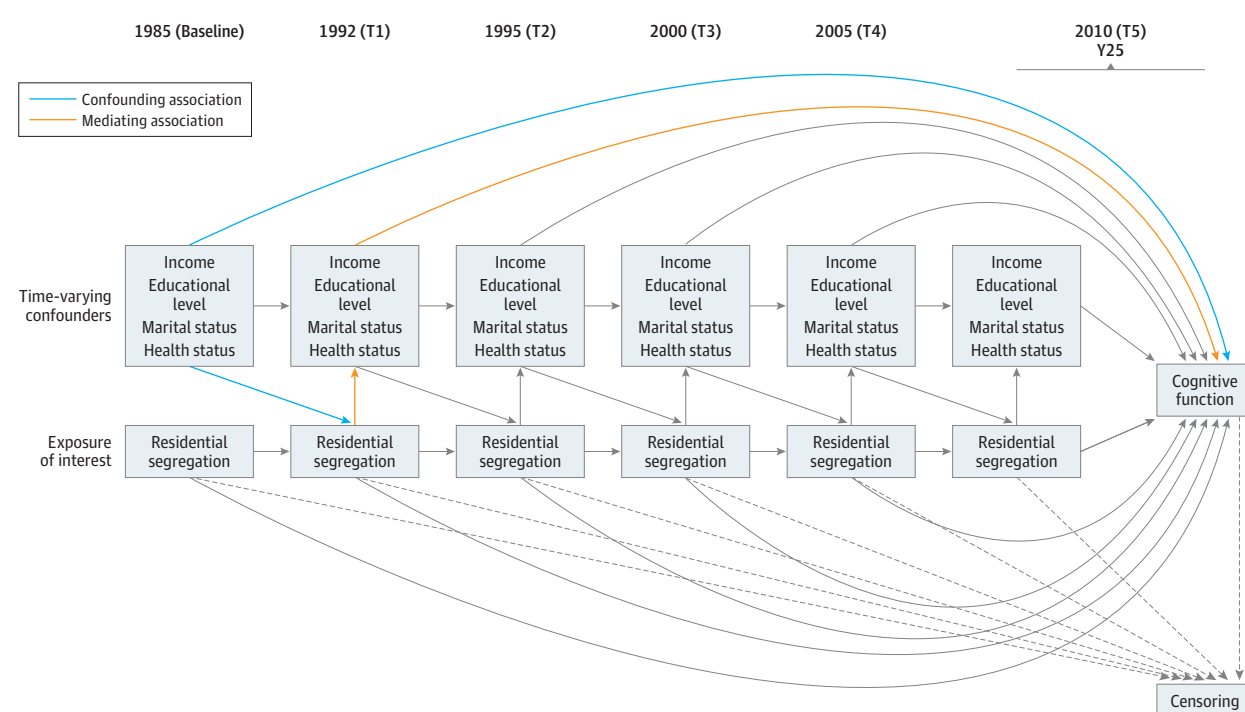 1985 (Baseline)
1992 (T1)
1995 (T2)
2000 (T3)
2005 (T4)
2010 (T5)
Y25
Confounding association
Mediating association
Time-varying
confounders
Income
Educational
level
Marital status
Health status
Income
Educational
level
Marital status
Health status
Income
Educational
level
Marital status
Health status
Income
Educational
level
Marital status
Health status
Income
Educational
level
Marital status
Health status
Income
Educational
level
Marital status
Health status
Cognitive
function
Exposure
of interest
Residential
segregation
Residential
segregation
Residential
segregation
Residential
segregation
Residential
segregation
Residential
segregation
Censoring